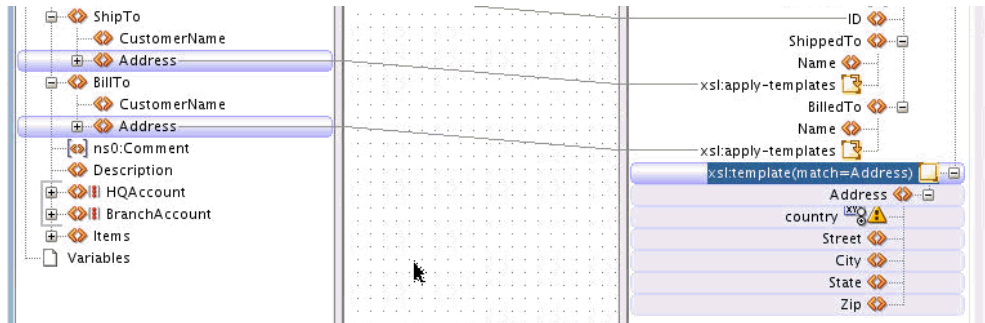 ShipTo
CustomerName
Address
BillTo
CustomerName
Address
ns0:Comment
Description
HQAccount
BranchAccount
Items
Variables
ID
ShippedTo
Name
xsl:apply-templates
BilledTo
Name
xsl:apply-templates
xsl:template(match=Address)
Address
country
Street
City
State
Zip